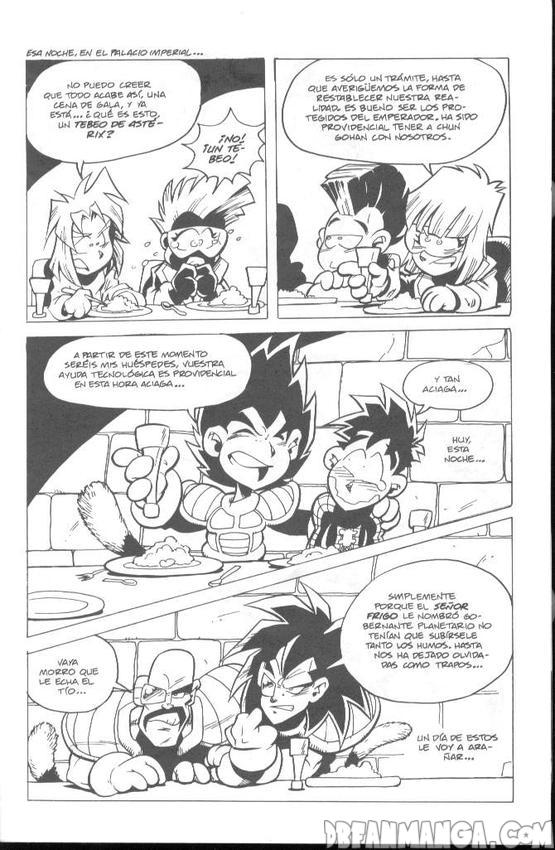 ESA NOCHE, EN EL PALACIO IMPERIAL...
NO PUEDO CREER
QUE TODO ACABE ASÍ, UNA
CENA DE GALA, Y YA
ESTÁ... ¿QUÉ ES ESTO,
UN TEBEO DE ASTÉ-
RIX?
¡NO!
¡UN TE-
BEO!
ES SÓLO UN TRÁMITE, HASTA
QUE AVERIGÜEMOS LA FORMA DE
RESTABLECER NUESTRA REA-
LIDAD. ES BUENO SER LOS PRO-
TEGIDOS DEL EMPERADOR. HA SIDO
PROVIDENCIAL TENER A CHUN
GOHAN CON NOSOTROS.
A PARTIR DE ESTE MOMENTO
SERÉIS MIS HUÉSPEDES, VUESTRA
AYUDA TECNOLÓGICA ES PROVIDENCIAL
EN ESTA HORA ACIAGA...
Y TAN
ACIAGA...
HUY,
ESTA
NOCHE...
SIMPLEMENTE
PORQUE EL SEÑOR
FRIGO LE NOMBRÓ GO-
BERNANTE PLANETARIO NO
TENÍAN QUE SUBÍRSELE
TANTO LOS HUMOS. HASTA
NOS HA DEJADO OLVIDA-
DAS COMO TRAPOS...
VAYA
MORRO QUE
LE ECHA EL
TÍO...
UN DÍA DE ESTOS
LE VOY A ARA-
ÑAR...
DBFANMANGA.COM